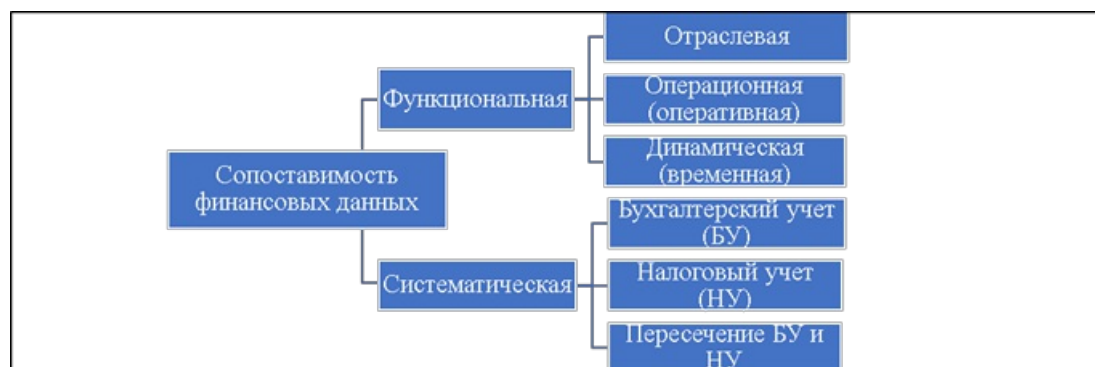 Сопоставимость
финансовых данных
Функциональная
Отраслевая
Операционная
(оперативная)
Динамическая
(временная)
Систематическая
Бухгалтерский учет
(БУ)
Налоговый учет
(НУ)
Пересечение БУ и
НУ